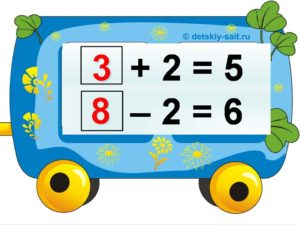 © detskiy-sait.ru
3 + 2 = 5
8 – 2 = 6